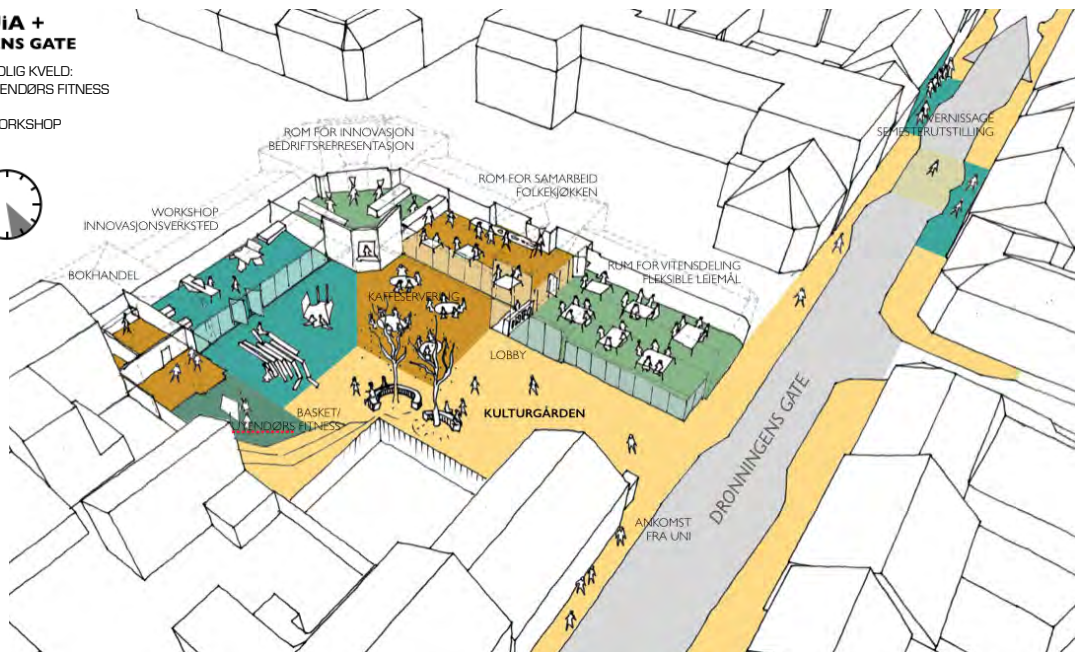 iA +
NS GATE
OLIG KVELD:
ENDØRS FITNESS
ORKSHOP
ROM FOR INNOVASJON
BEDRIFTSREPRESENTASJON
VERNISSAGE
SEMESTERUTSTILLING
ROM FOR SAMARBEID
FOLKEKJØKKEN
WORKSHOP
INNOVASJONSVERKSTED
BOKHANDEL
RUM FOR VITENSDELING
FLEKSIBLE LEIEMÅL
KAFFESERVERING
LOBBY
BASKET/
UTENDØRS FITNESS
KULTURGÅRDEN
DRONNINGENS GATE
ANKOMST
FRA UNI